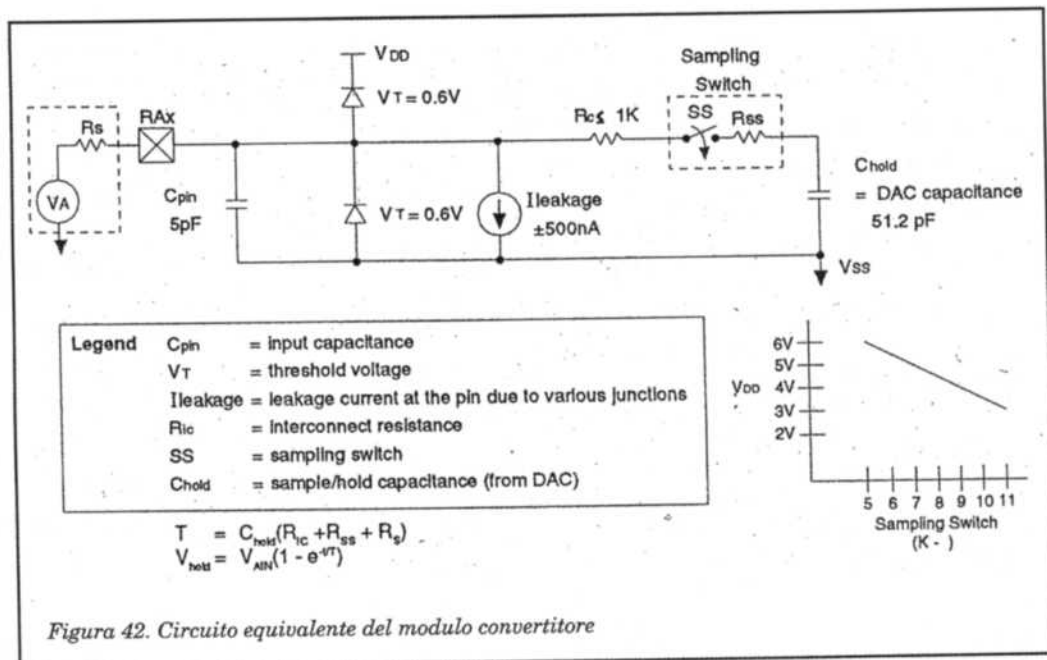 VDD
Sampling
Switch
VT = 0.6V
RAx
Rs
Ric≤ 1K
SS
Rss
VA
Cpin
5pF
VT = 0.6V
Ileakage
±500nA
Chold
= DAC capacitance
51.2 pF
VSS
Legend
Cpin = input capacitance
VT = threshold voltage
Ileakage = leakage current at the pin due to various junctions
Ric = interconnect resistance
SS = sampling switch
Chold = sample/hold capacitance (from DAC)
T = Chold(RIC +RSS + RS)
Vhold = VAIN(1 - e-t/T)
6V
5V
VDD
4V
3V
2V
5 6 7 8 9 10 11
Sampling Switch
(K - )
Figura 42. Circuito equivalente del modulo convertitore